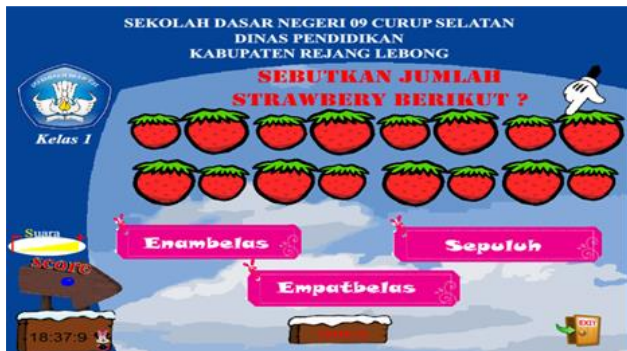 SEKOLAH DASAR NEGERI 09 CURUP SELATAN
DINAS PENDIDIKAN
KABUPATEN REJANG LEBONG
SEBUTKAN JUMLAH
STRAWBERY BERIKUT ?
Kelas 1
Suara
Enambelas
Sepuluh
score
Empatbelas
18:37:9
EXIT